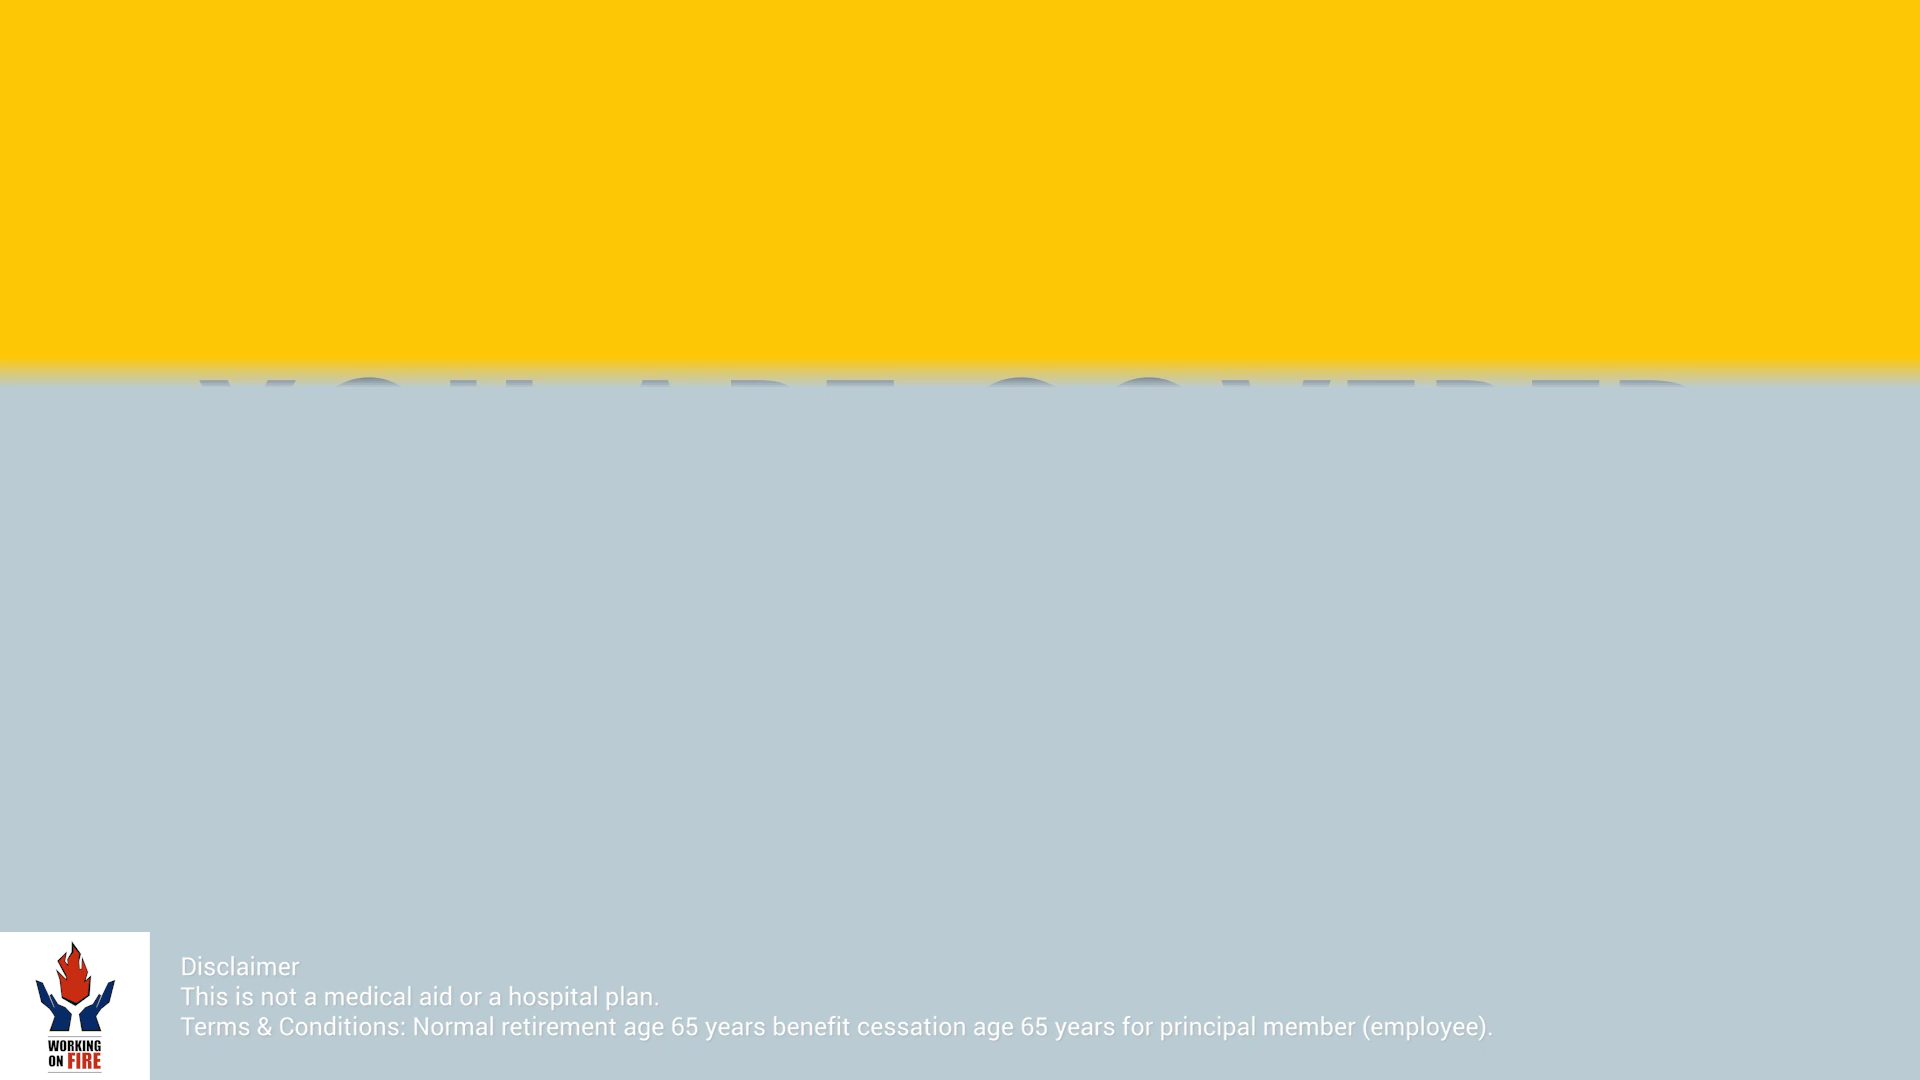 Disclaimer
This is not a medical aid or a hospital plan.
Terms & Conditions: Normal retirement age 65 years benefit cessation age 65 years for principal member (employee).
WORKING
ON FIRE